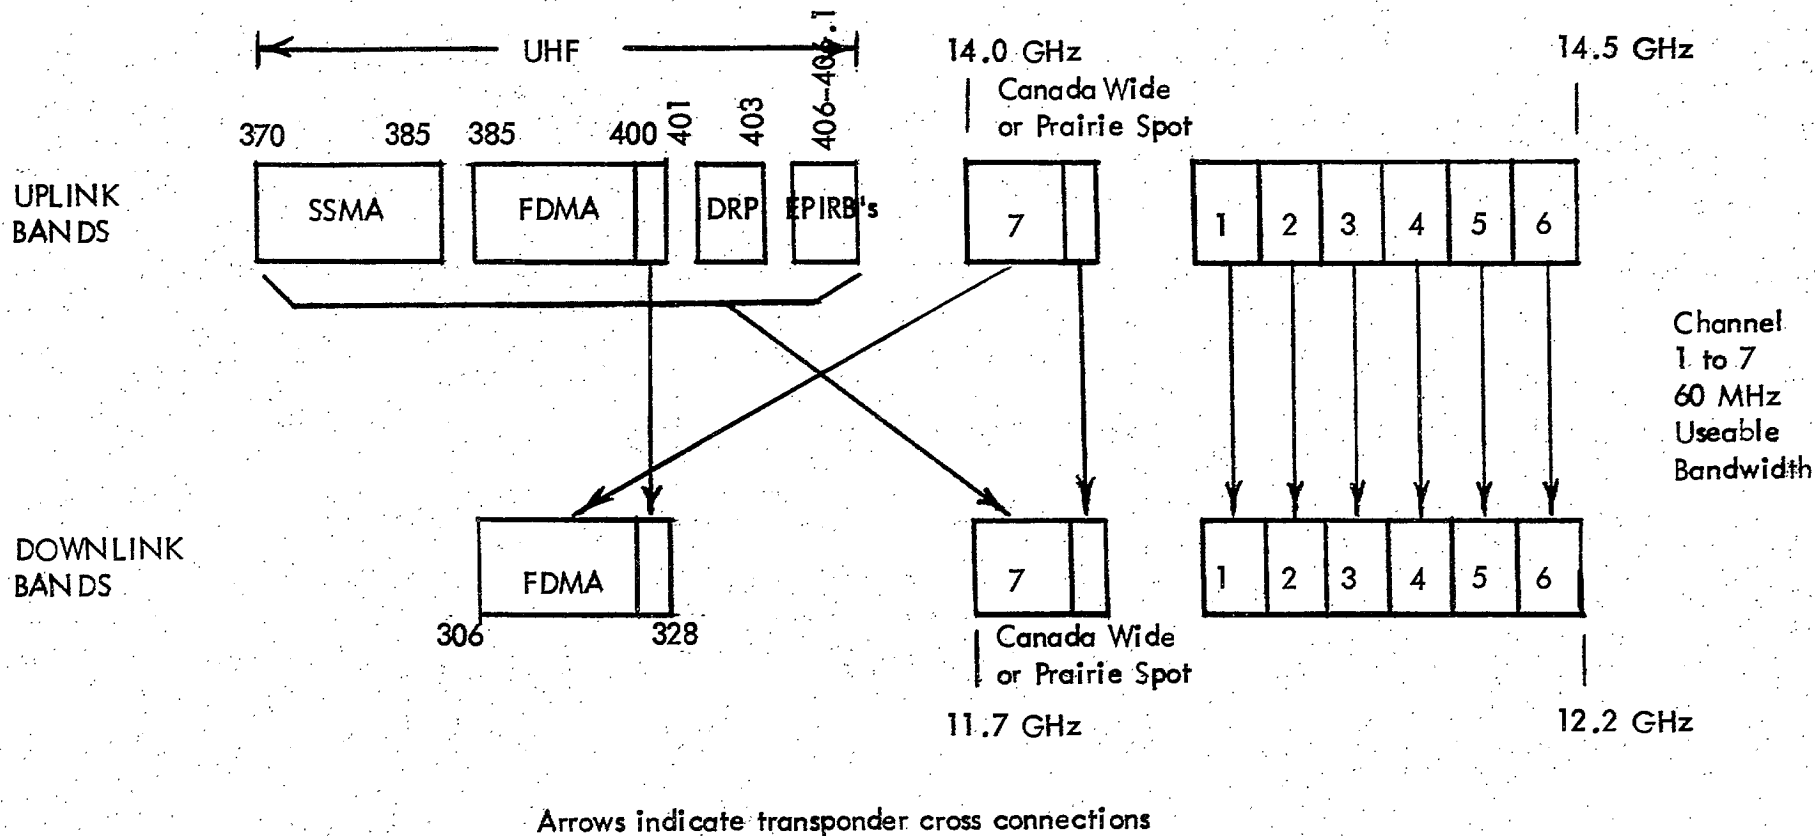 UHF
14.0 GHz
14.5 GHz
Canada Wide
or Prairie Spot
370
385
385
400
401
403
406-406.1
UPLINK
BANDS
SSMA
FDMA
DRP
EPIRB's
7
1
2
3
4
5
6
Channel
1 to 7
60 MHz
Useable
Bandwidth
DOWNLINK
BANDS
FDMA
7
1
2
3
4
5
6
306
328
Canada Wide
or Prairie Spot
11.7 GHz
12.2 GHz
Arrows indicate transponder cross connections